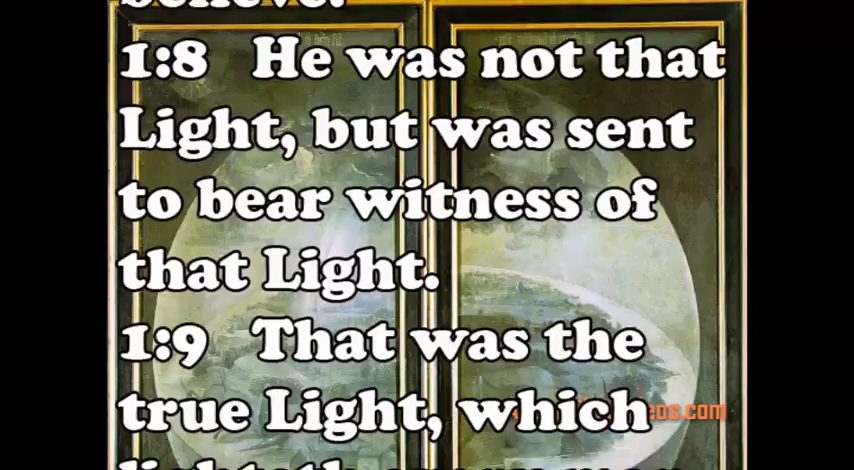 believe.
1:8 He was not that
Light, but was sent
to bear witness of
that Light.
1:9 That was the
true Light, which